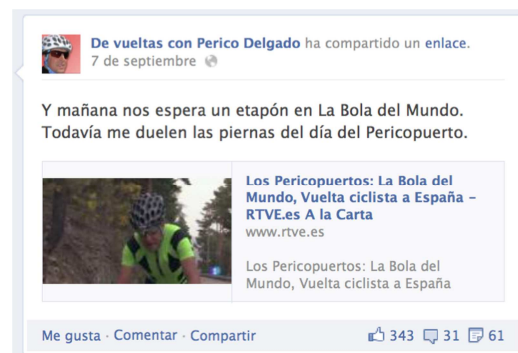 De vueltas con Perico Delgado ha compartido un enlace.
7 de septiembre
Y mañana nos espera un etapón en La Bola del Mundo.
Todavía me duelen las piernas del día del Pericopuerto.
Los Pericopuertos: La Bola del
Mundo, Vuelta ciclista a España -
RTVE.es A la Carta
www.rtve.es
Los Pericopuertos: La Bola del
Mundo, Vuelta ciclista a España
Me gusta · Comentar · Compartir 343 31 61